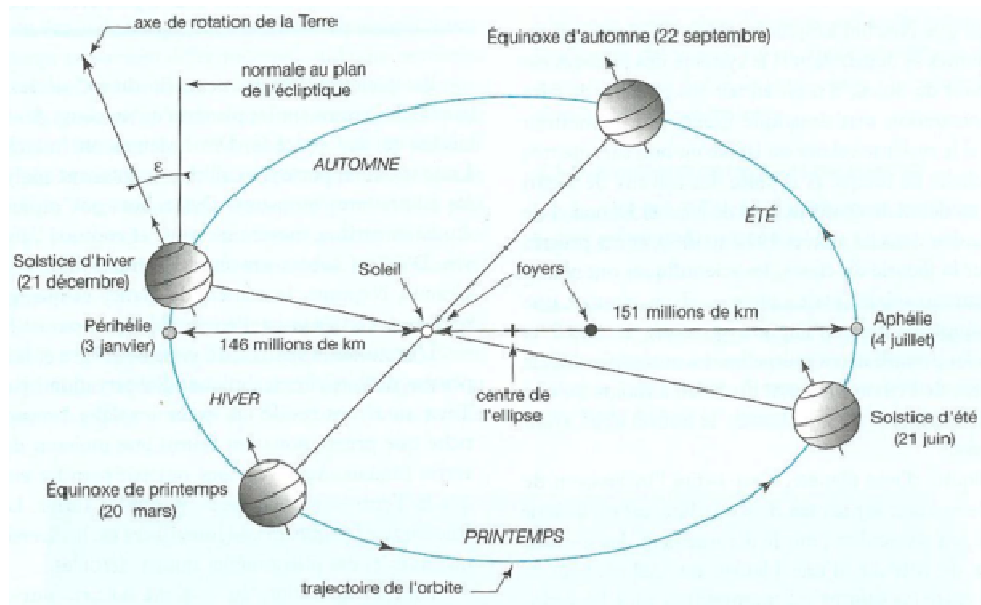 axe de rotation de la Terre
Équinoxe d'automne (22 septembre)
normale au plan
de l'écliptique
ε
AUTOMNE
ÉTÉ
Solstice d'hiver
(21 décembre)
Soleil
foyers
Périhélie
(3 janvier)
146 millions de km
151 millions de km
Aphélie
(4 juillet)
HIVER
centre de
l'ellipse
Solstice d'été
(21 juin)
Équinoxe de printemps
(20 mars)
PRINTEMPS
trajectoire de l'orbite